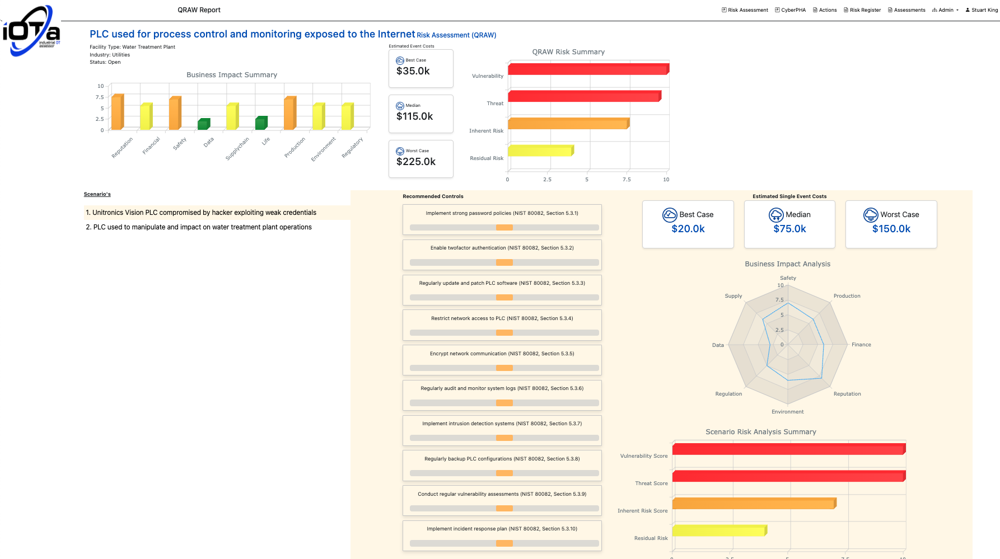 QRAW Report
Risk Assessment
CyberPHA
Actions
Risk Register
Assessments
Admin
Stuart King
iOTa
industrial OT
assessor
PLC used for process control and monitoring exposed to the Internet Risk Assessment (QRAW)
Facility Type: Water Treatment Plant
Industry: Utilities
Status: Open
Business Impact Summary
10
7.5
5
2.5
0
Reputation
Financial
Safety
Data
Supplychain
Life
Production
Environment
Regulatory
Estimated Event Costs
Best Case
$35.0k
Median
$115.0k
Worst Case
$225.0k
QRAW Risk Summary
Vulnerability
Threat
Inherent Risk
Residual Risk
0
2.5
5
7.5
10
Scenario's
1. Unitronics Vision PLC compromised by hacker exploiting weak credentials
2. PLC used to manipulate and impact on water treatment plant operations
Recommended Controls
Implement strong password policies (NIST 80082, Section 5.3.1)
Enable twofactor authentication (NIST 80082, Section 5.3.2)
Regularly update and patch PLC software (NIST 80082, Section 5.3.3)
Restrict network access to PLC (NIST 80082, Section 5.3.4)
Encrypt network communication (NIST 80082, Section 5.3.5)
Regularly audit and monitor system logs (NIST 80082, Section 5.3.6)
Implement intrusion detection systems (NIST 80082, Section 5.3.7)
Regularly backup PLC configurations (NIST 80082, Section 5.3.8)
Conduct regular vulnerability assessments (NIST 80082, Section 5.3.9)
Implement incident response plan (NIST 80082, Section 5.3.10)
Estimated Single Event Costs
Best Case
$20.0k
Median
$75.0k
Worst Case
$150.0k
Business Impact Analysis
Safety
Production
Finance
Reputation
Environment
Regulation
Data
Supply
10
7.5
5
2.5
0
Scenario Risk Analysis Summary
Vulnerability Score
Threat Score
Inherent Risk Score
Residual Risk
0
2.5
5
7.5
10